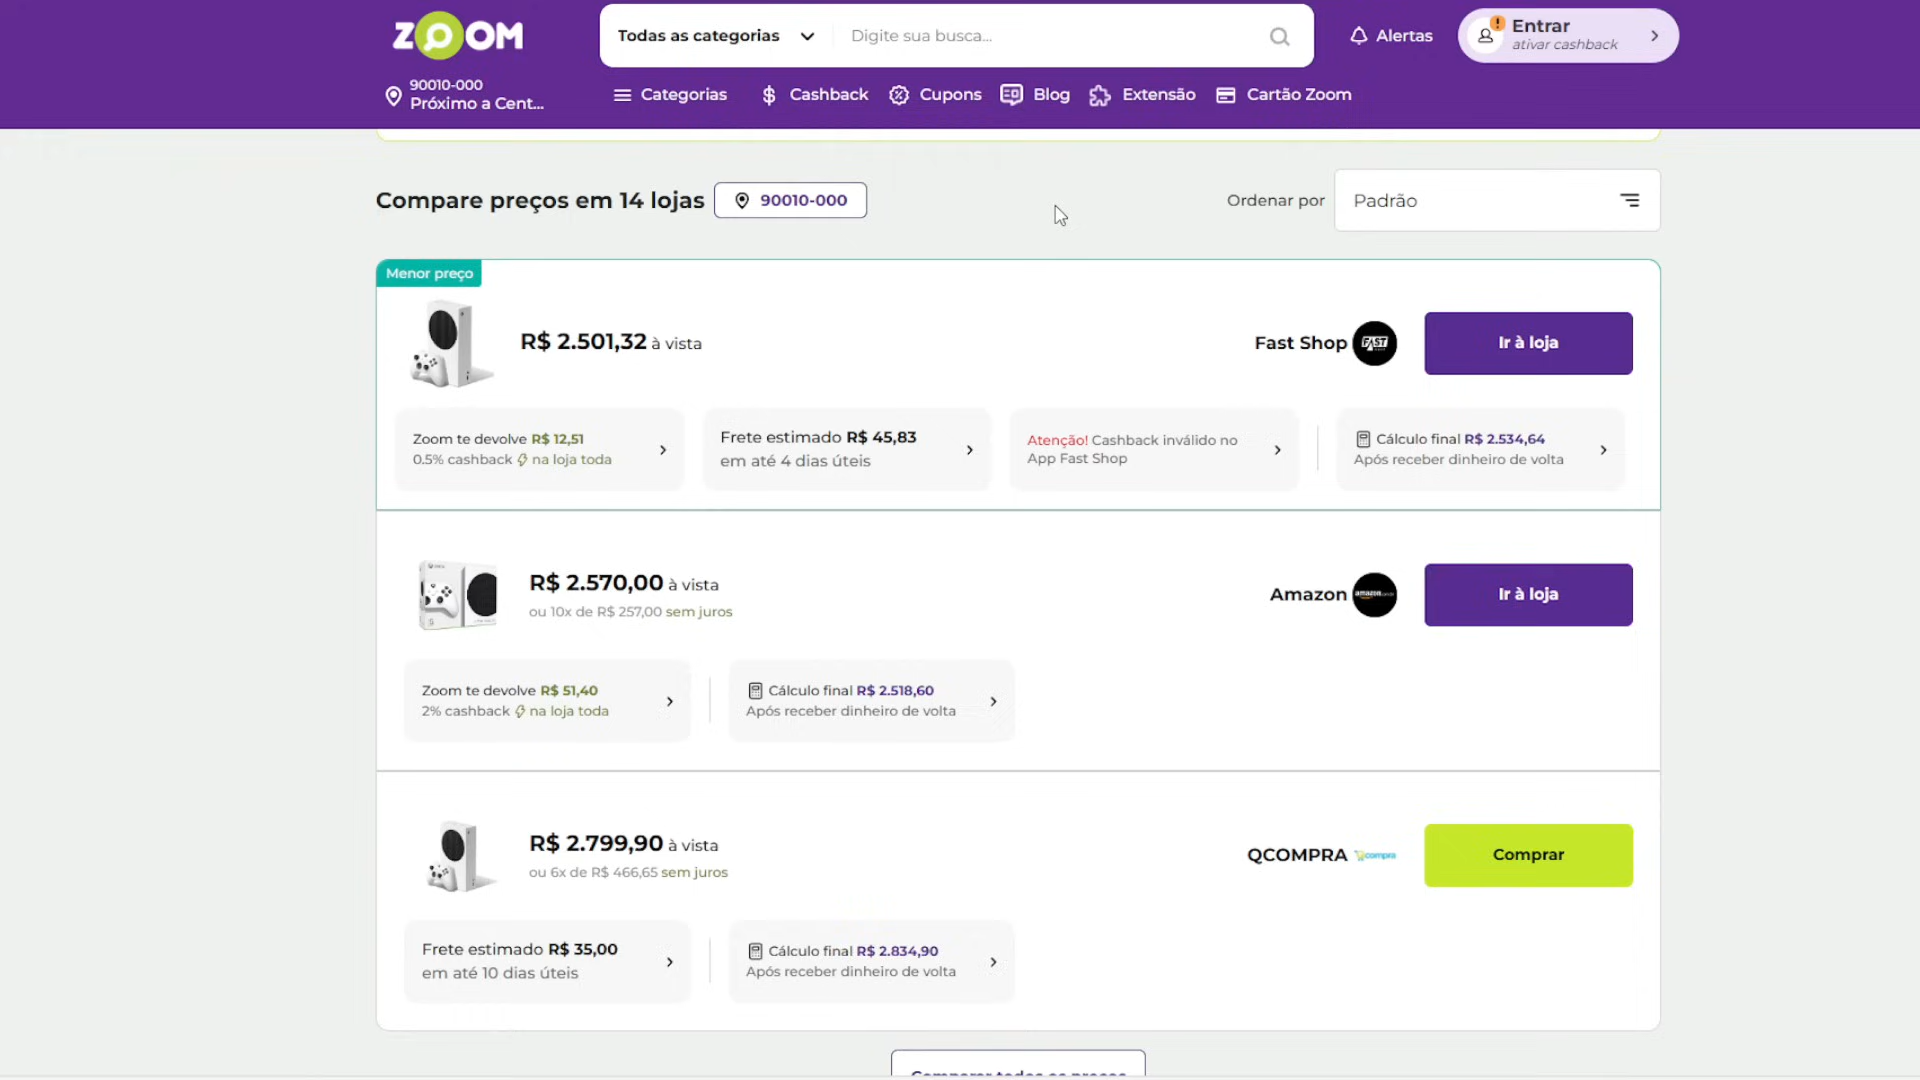 ZOOM
Todas as categorias
Digite sua busca...
Alertas
Entrar
ativar cashback
90010-000
Próximo a Cent...
Categorias
Cashback
Cupons
Blog
Extensão
Cartão Zoom
Compare preços em 14 lojas
90010-000
Ordenar por
Padrão
Menor preço
R$ 2.501,32 à vista
Fast Shop
FAST
Ir à loja
Zoom te devolve R$ 12,51
0.5% cashback na loja toda
Frete estimado R$ 45,83
em até 4 dias úteis
Atenção! Cashback inválido no
App Fast Shop
Cálculo final R$ 2.534,64
Após receber dinheiro de volta
R$ 2.570,00 à vista
ou 10x de R$ 257,00 sem juros
Amazon
Ir à loja
Zoom te devolve R$ 51,40
2% cashback na loja toda
Cálculo final R$ 2.518,60
Após receber dinheiro de volta
R$ 2.799,90 à vista
ou 6x de R$ 466,65 sem juros
QCOMPRA
compra
Comprar
Frete estimado R$ 35,00
em até 10 dias úteis
Cálculo final R$ 2.834,90
Após receber dinheiro de volta
Comparar todos os preços